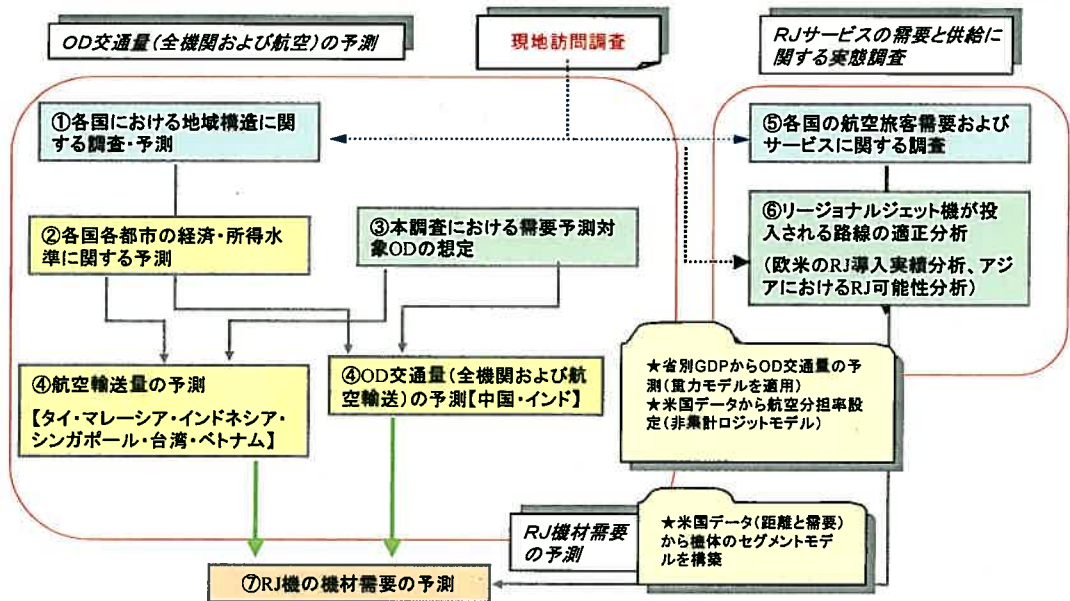 OD交通量(全機関および航空)の予測
現地訪問調査
RJサービスの需要と供給に
関する実態調査
①各国における地域構造に関
する調査・予測
⑤各国の航空旅客需要および
サービスに関する調査
②各国各都市の経済・所得水
準に関する予測
③本調査における需要予測対
象ODの想定
⑥リージョナルジェット機が投
入される路線の適正分析
(欧米のRJ導入実績分析、アジ
アにおけるRJ可能性分析)
④航空輸送量の予測
【タイ・マレーシア・インドネシア・
シンガポール・台湾・ベトナム】
④OD交通量(全機関および航
空輸送)の予測【中国・インド】
★省別GDPからOD交通量の予
測(重力モデルを適用)
★米国データから航空分担率設
定(非集計ロジットモデル)
RJ機材需要
の予測
★米国データ(距離と需要)
から機体のセグメントモデ
ルを構築
⑦RJ機の機材需要の予測